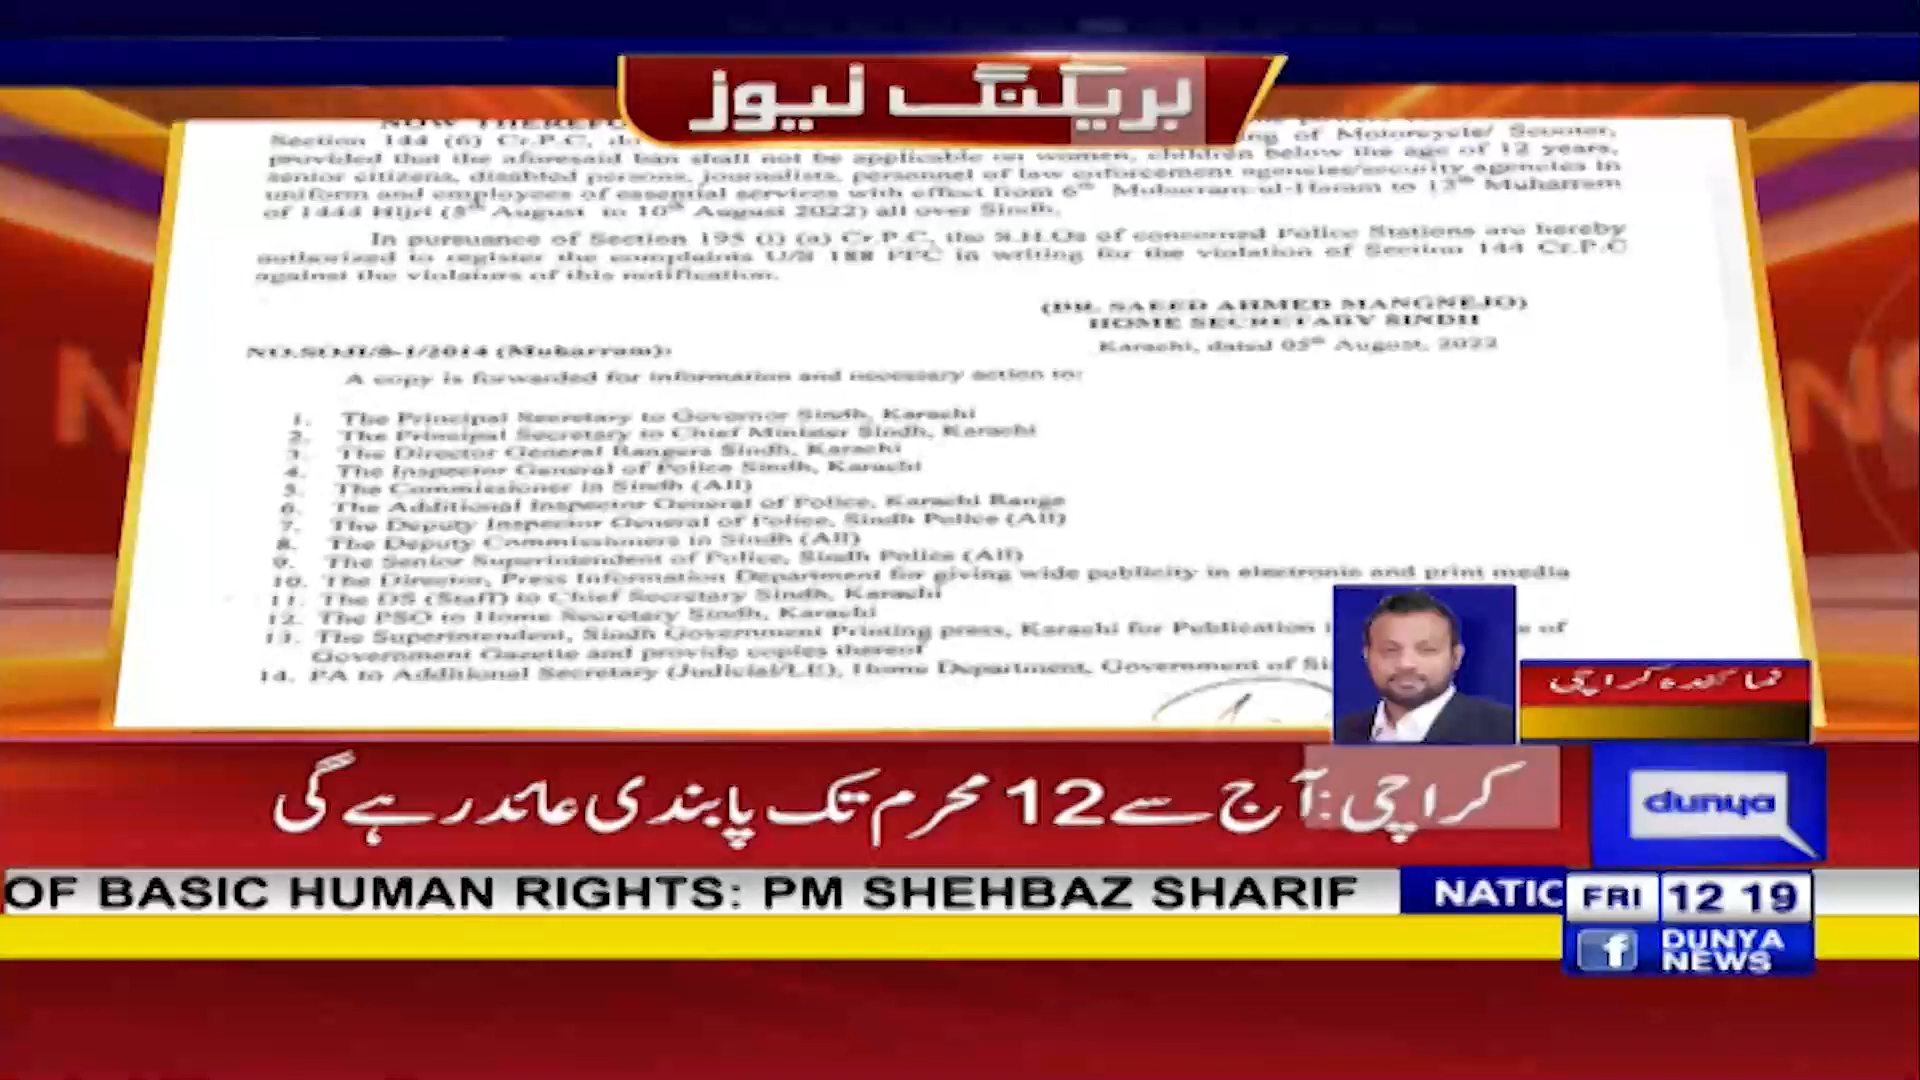 بریکنگ نیوز
NOW THEREFO
Section 144 (6) Cr.P.C, do ing of Motorcycle/ Scooter,
provided that the aforesaid ban shall not be applicable on women, children below the age of 12 years,
senior citizens, disabled persons, journalists, personnel of law enforcement agencies/security agencies in
uniform and employees of essential services with effect from 6th Muharram-ul-Haram to 12th Muharram
of 1444 Hijri (5th August to 10th August 2022) all over Sindh.
In pursuance of Section 195 (i) (a) Cr.P.C, the S.H.Os of concerned Police Stations are hereby
authorized to register the complaints U/S 188 PPC in writing for the violation of Section 144 Cr.P.C
against the violators of this notification.
(DR. SAEED AHMED MANGNEJO)
HOME SECRETARY SINDH
Karachi, dated 05th August, 2022
(Muharram):
A copy is forwarded for information and necessary action to:
1. The Principal Secretary to Governor Sindh, Karachi
2. The Principal Secretary to Chief Minister Sindh, Karachi
3. The Director General Rangers Sindh, Karachi
4. The Inspector General of Police Sindh, Karachi
5. The Commissioner in Sindh (All)
6. The Additional Inspector General of Police, Karachi Range
7. The Deputy Inspector General of Police, Sindh Police (All)
8. The Deputy Commissioners in Sindh (All)
9. The Senior Superintendent of Police, Sindh Police (All)
10. The Director, Press Information Department for giving wide publicity in electronic and print media
11. The DS (Staff) to Chief Secretary Sindh, Karachi
12. The PSO to Home Secretary Sindh, Karachi
13. The Superintendent, Sindh Government Printing press, Karachi for Publication i e of
Government Gazette and provide copies thereof
14. PA to Additional Secretary (Judicial/LE), Home Department, Government of Si
نمائندہ کراچی
کراچی: آج سے 12 محرم تک پابندی عائد رہے گی
dunya
OF BASIC HUMAN RIGHTS: PM SHEHBAZ SHARIF NATIO
FRI 12 19
f DUNYA
NEWS